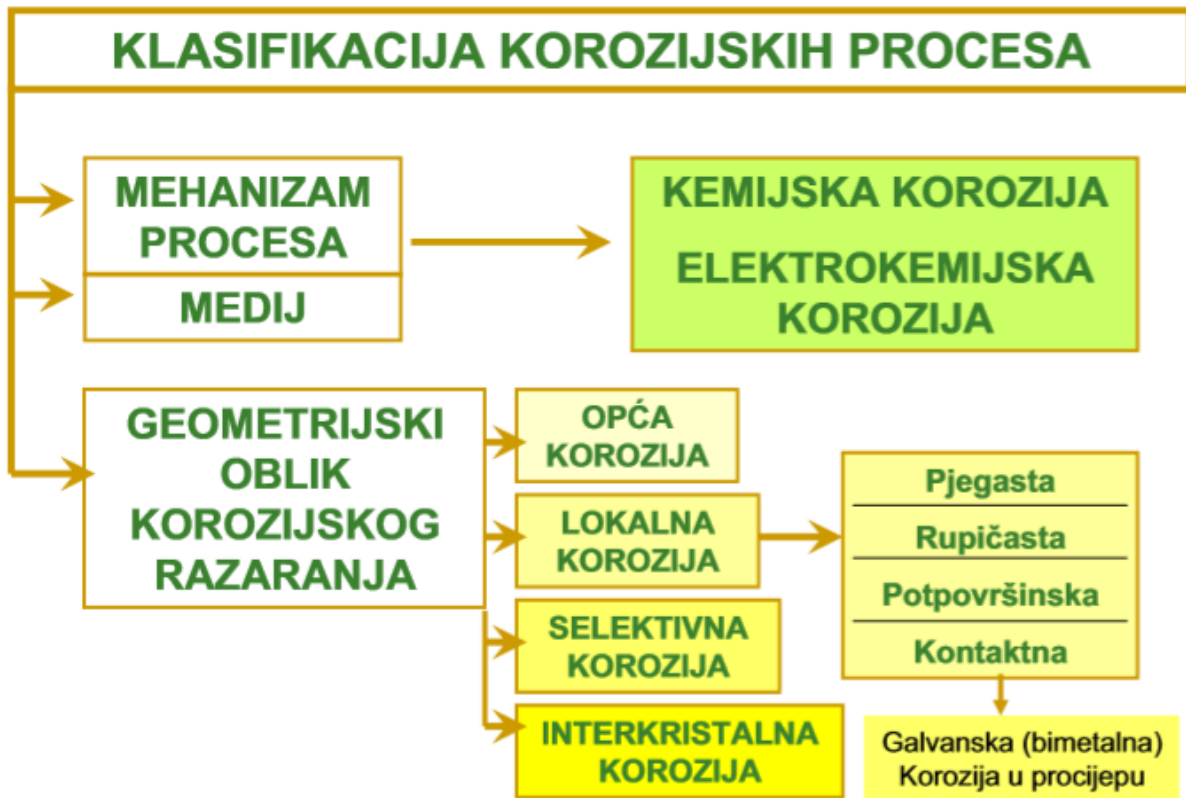 KLASIFIKACIJA KOROZIJSKIH PROCESA
MEHANIZAM
PROCESA
MEDIJ
KEMIJSKA KOROZIJA
ELEKTROKEMIJSKA
KOROZIJA
GEOMETRIJSKI
OBLIK
KOROZIJSKOG
RAZARANJA
OPĆA
KOROZIJA
LOKALNA
KOROZIJA
SELEKTIVNA
KOROZIJA
INTERKRISTALNA
KOROZIJA
Pjegasta
Rupičasta
Potpovršinska
Kontaktna
Galvanska (bimetalna)
Korozija u procijepu